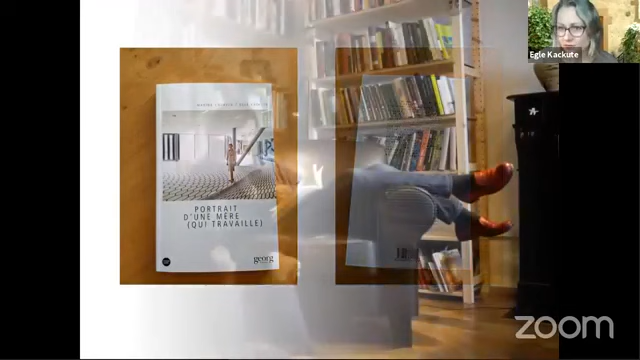 Egle Kackute
PORTRAIT
D'UNE MÈRE
(QUI TRAVAILLE)
georg
zoom